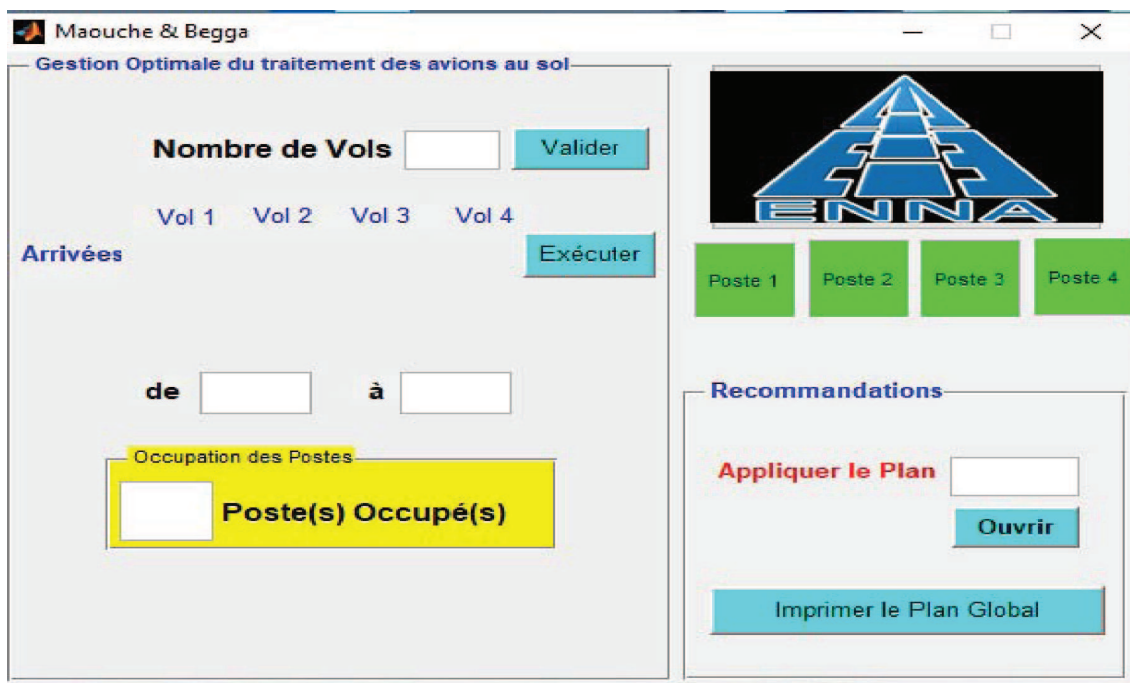 Maouche & Begga
Gestion Optimale du traitement des avions au sol
Nombre de Vols
Valider
Vol 1 Vol 2 Vol 3 Vol 4
Arrivées
Exécuter
de à
Occupation des Postes
Poste(s) Occupé(s)
ENNA
Poste 1 Poste 2 Poste 3 Poste 4
Recommandations
Appliquer le Plan
Ouvrir
Imprimer le Plan Global